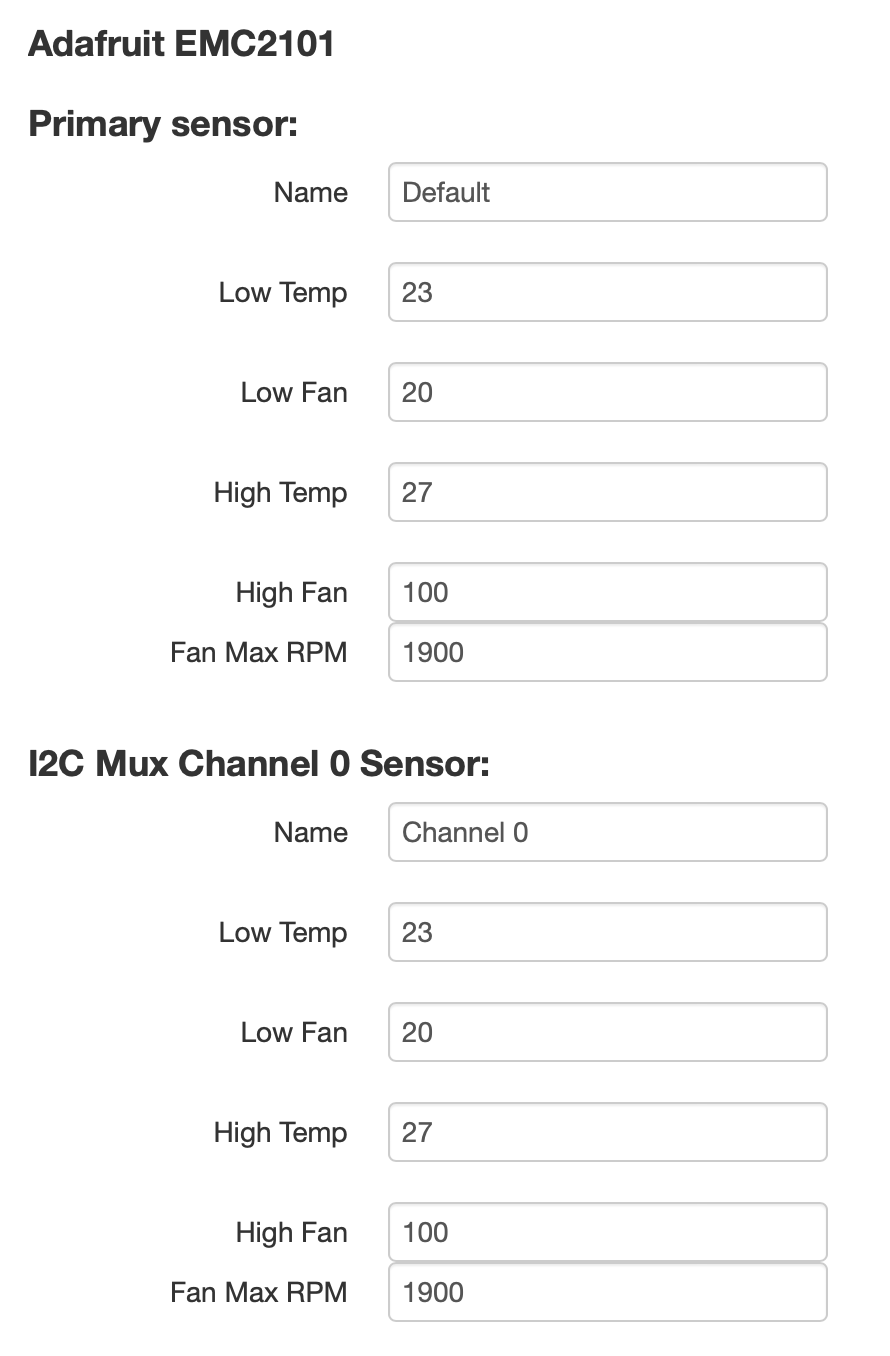 Adafruit EMC2101
Primary sensor:
Name Default
Low Temp 23
Low Fan 20
High Temp 27
High Fan 100
Fan Max RPM 1900
I2C Mux Channel 0 Sensor:
Name Channel 0
Low Temp 23
Low Fan 20
High Temp 27
High Fan 100
Fan Max RPM 1900